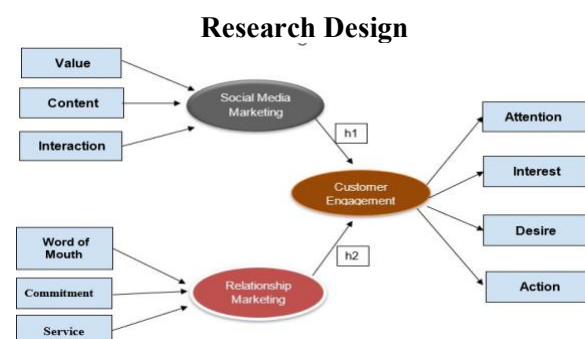 Research Design
Value
Content
Interaction
Social Media
Marketing
h1
Customer
Engagement
Attention
Interest
Desire
Action
Word of
Mouth
Commitment
Service
Relationship
Marketing
h2